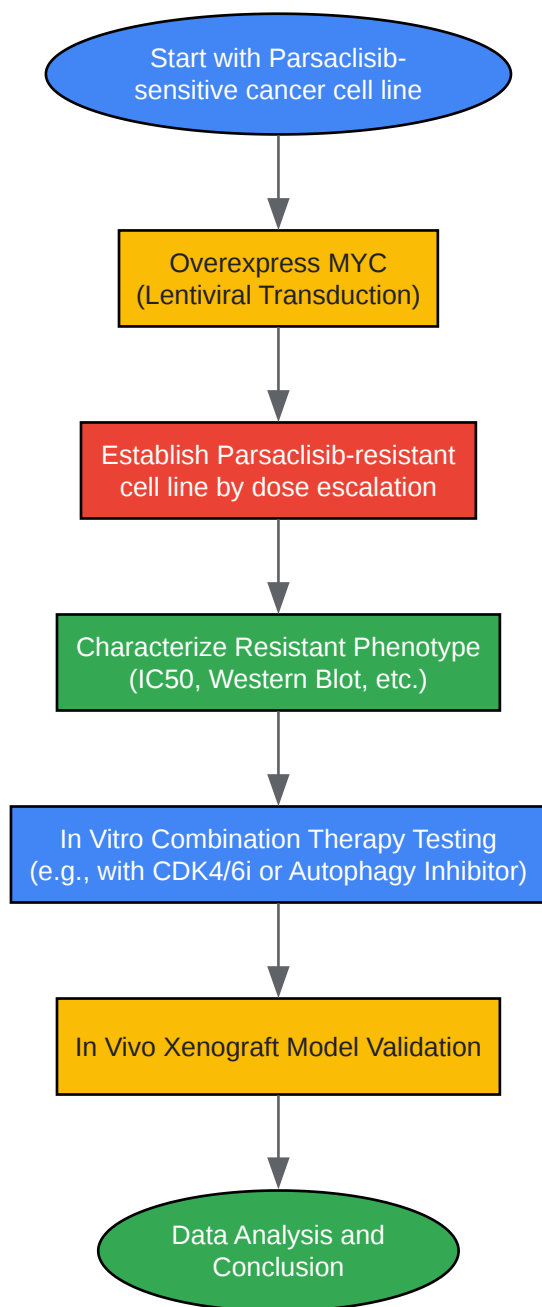 Start with Parsaclisib-
sensitive cancer cell line
Overexpress MYC
(Lentiviral Transduction)
Establish Parsaclisib-resistant
cell line by dose escalation
Characterize Resistant Phenotype
(IC50, Western Blot, etc.)
In Vitro Combination Therapy Testing
(e.g., with CDK4/6i or Autophagy Inhibitor)
In Vivo Xenograft Model Validation
Data Analysis and
Conclusion